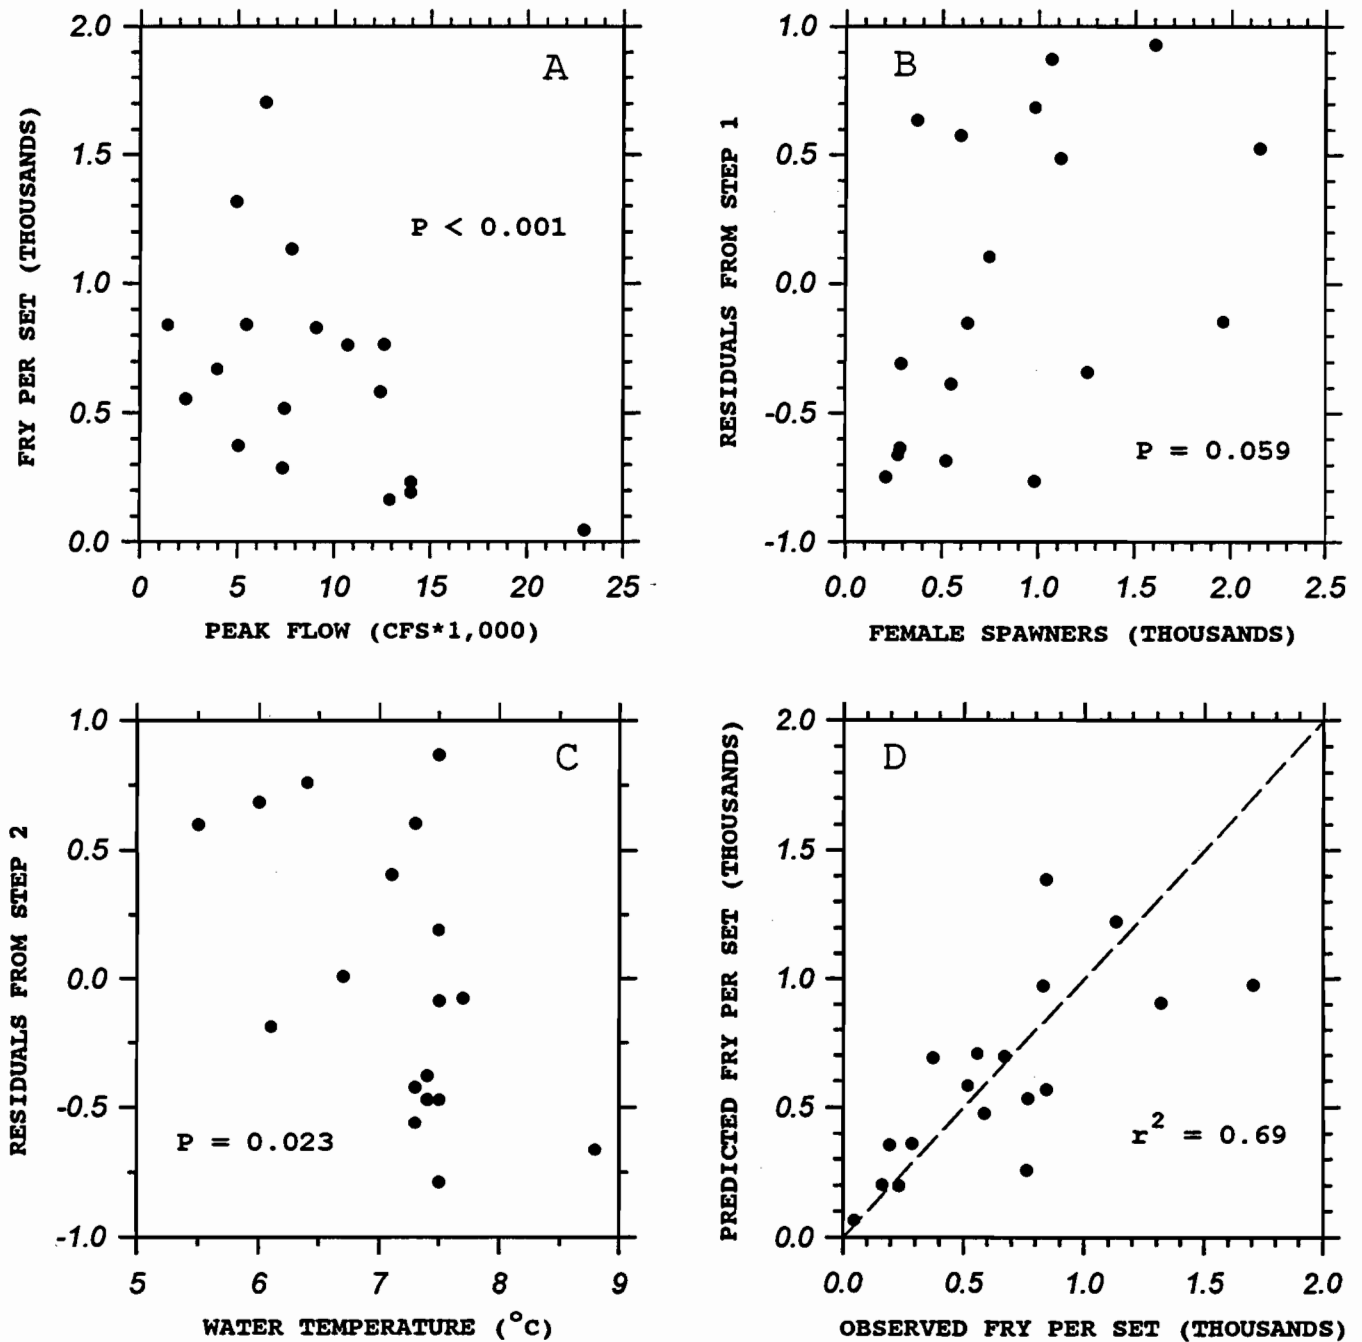 A
FRY PER SET (THOUSANDS)
2.0
1.5
1.0
0.5
0.0
P < 0.001
0 5 10 15 20 25
PEAK FLOW (CFS*1,000)
B
RESIDUALS FROM STEP 1
1.0
0.5
0.0
-0.5
-1.0
P = 0.059
0.0 0.5 1.0 1.5 2.0 2.5
FEMALE SPAWNERS (THOUSANDS)
C
RESIDUALS FROM STEP 2
1.0
0.5
0.0
-0.5
-1.0
P = 0.023
5 6 7 8 9
WATER TEMPERATURE (°C)
D
PREDICTED FRY PER SET (THOUSANDS)
2.0
1.5
1.0
0.5
0.0
r² = 0.69
0.0 0.5 1.0 1.5 2.0
OBSERVED FRY PER SET (THOUSANDS)